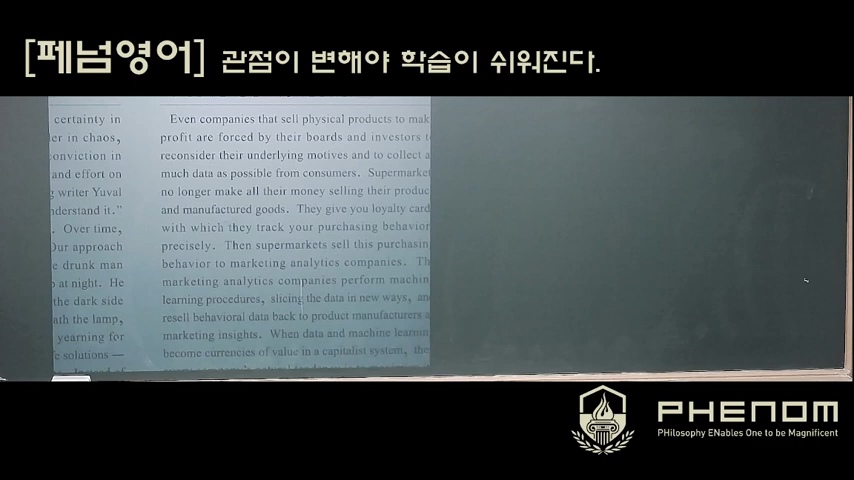 [페넘영어] 관점이 변해야 학습이 쉬워진다.
certainty in
er in chaos,
conviction in
and effort on
writer Yuval
nderstand it."
. Over time,
Our approach
e drunk man
at night. He
the dark side
ath the lamp,
yearning for
solutions —
Even companies that sell physical products to mak
profit are forced by their boards and investors t
reconsider their underlying motives and to collect a
much data as possible from consumers. Supermarket
no longer make all their money selling their produc
and manufactured goods. They give you loyalty card
with which they track your purchasing behavior
precisely. Then supermarkets sell this purchasin
behavior to marketing analytics companies. Th
marketing analytics companies perform machin
learning procedures, slicing the data in new ways, an
resell behavioral data back to product manufacturers a
marketing insights. When data and machine learnin
become currencies of value in a capitalist system, the
PHENOM
PHilosophy ENables One to be Magnificent